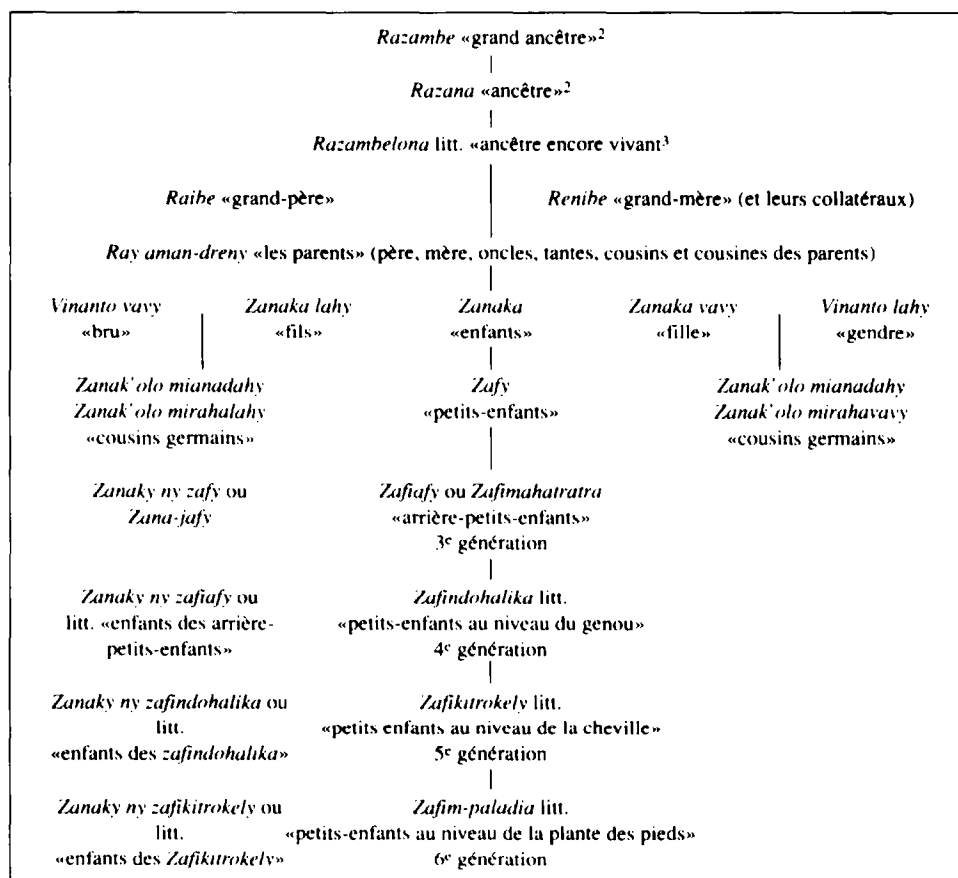 Razambe «grand ancêtre»²
Razana «ancêtre»²
Razambelona litt. «ancêtre encore vivant³
Raibe «grand-père»
Renibe «grand-mère» (et leurs collatéraux)
Ray aman-dreny «les parents» (père, mère, oncles, tantes, cousins et cousines des parents)
Vinanto vavy
«bru»
Zanaka lahy
«fils»
Zanaka
«enfants»
Zanaka vavy
«fille»
Vinanto lahy
«gendre»
Zanak'olo mianadahy
Zanak'olo mirahalahy
«cousins germains»
Zafy
«petits-enfants»
Zanak'olo mianadahy
Zanak'olo mirahavavy
«cousins germains»
Zanaky ny zafy ou
Zana-jafy
Zafiafy ou Zafimahatratra
«arrière-petits-enfants»
3e génération
Zanaky ny zafiafy ou
litt. «enfants des arrière-
petits-enfants»
Zafindohalika litt.
«petits-enfants au niveau du genou»
4e génération
Zanaky ny zafindohalika ou
litt.
«enfants des zafindohalika»
Zafikitrokely litt.
«petits enfants au niveau de la cheville»
5e génération
Zanaky ny zafikitrokely ou
litt.
«enfants des Zafikitrokely»
Zafim-paladia litt.
«petits-enfants au niveau de la plante des pieds»
6e génération